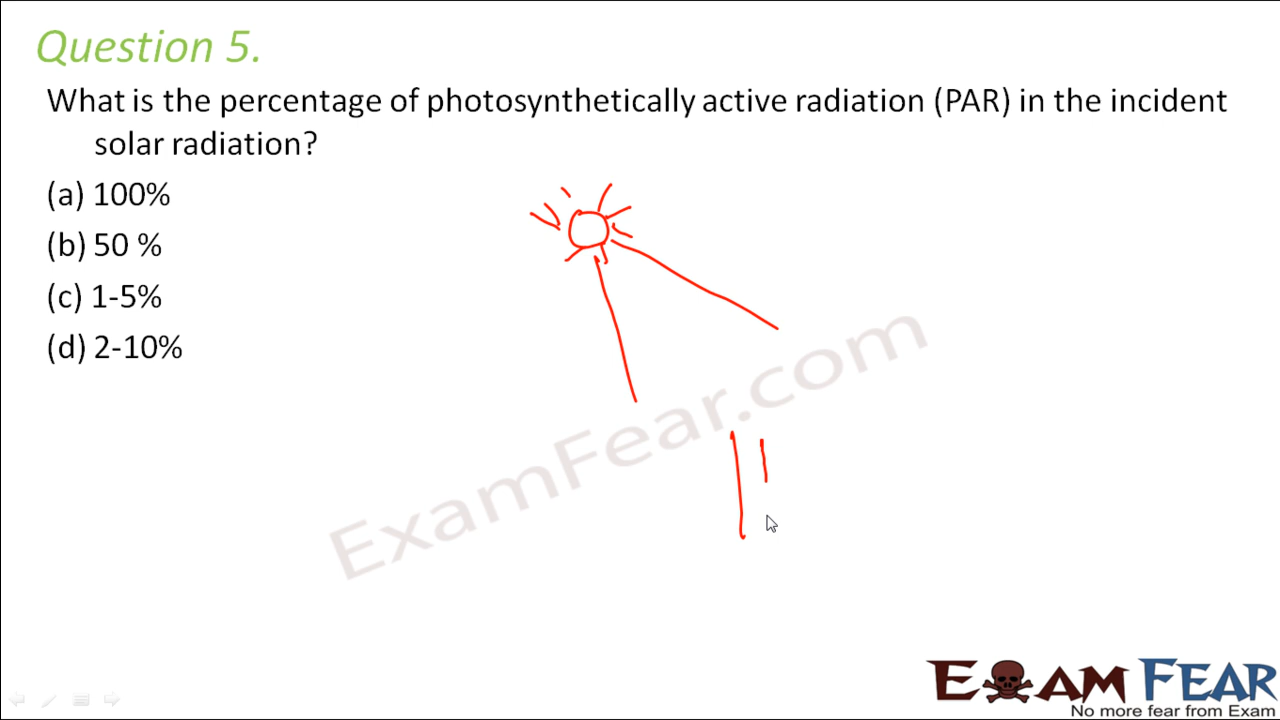 Question 5.
What is the percentage of photosynthetically active radiation (PAR) in the incident
solar radiation?
(a) 100%
(b) 50 %
(c) 1-5%
(d) 2-10%
ExamFear.com
EXAM FEAR
No more fear from Exam